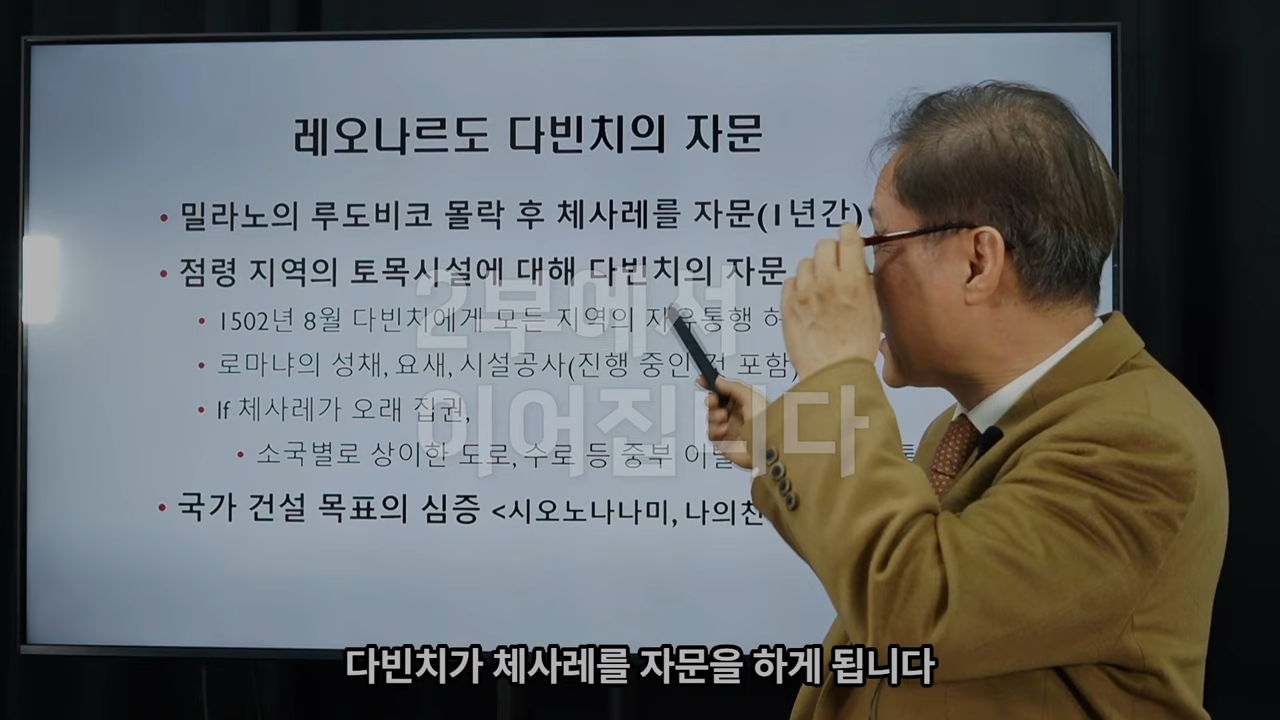 레오나르도 다빈치의 자문
• 밀라노의 루도비코 몰락 후 체사레를 자문(1년간)
• 점령 지역의 토목시설에 대해 다빈치의 자문
• 1502년 8월 다빈치에게 모든 지역의 자유통행 허
• 로마냐의 성채, 요새, 시설공사(진행 중인 것 포함)
• If 체사레가 오래 집권,
• 소국별로 상이한 도로, 수로 등 중부 이탈
• 국가 건설 목표의 심증 <시오노나나미, 나의친
2부에서
이어집니다
다빈치가 체사레를 자문을 하게 됩니다